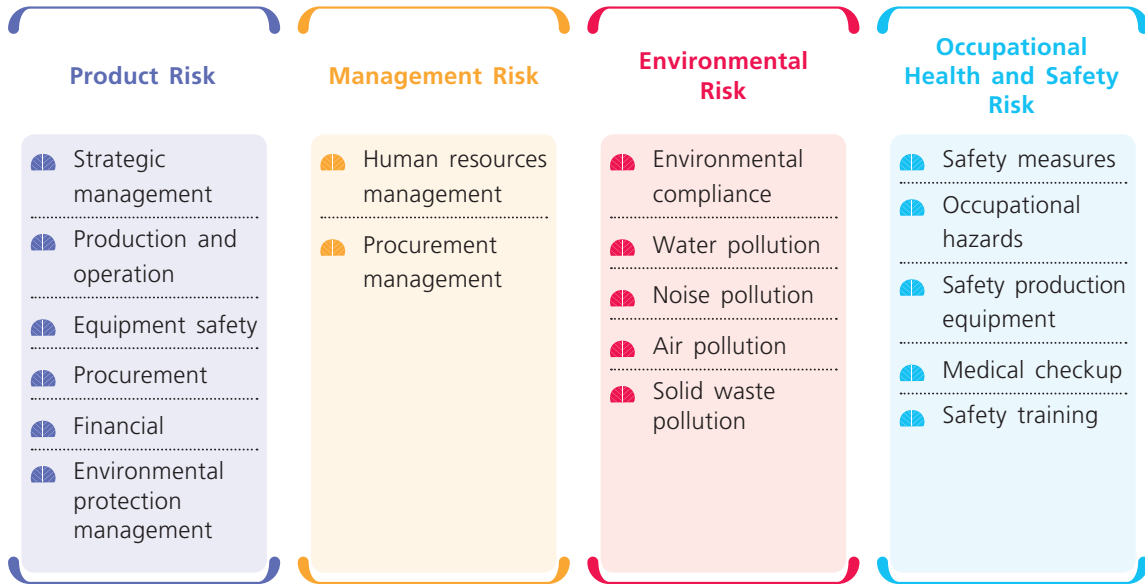 Product Risk
Strategic
management
Production and
operation
Equipment safety
Procurement
Financial
Environmental
protection
management
Management Risk
Human resources
management
Procurement
management
Environmental
Risk
Environmental
compliance
Water pollution
Noise pollution
Air pollution
Solid waste
pollution
Occupational
Health and Safety
Risk
Safety measures
Occupational
hazards
Safety production
equipment
Medical checkup
Safety training